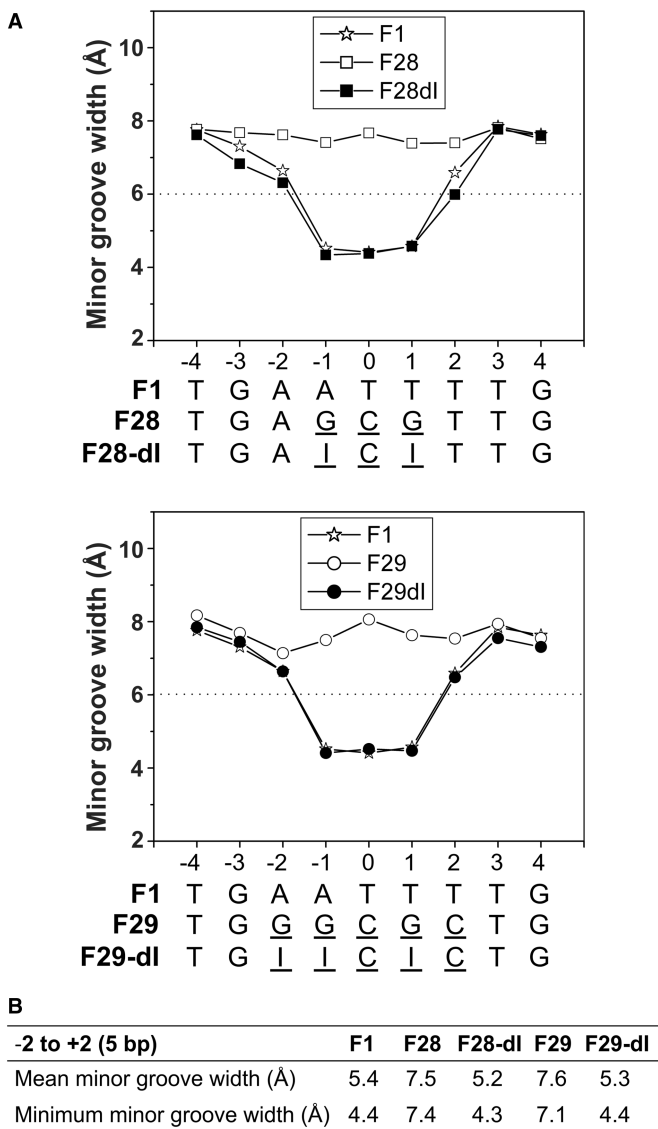 A
Minor groove width (Å)
10
8
6
4
2
F1
F28
F28dI
-4 -3 -2 -1 0 1 2 3 4
F1 T G A A T T T T G
F28 T G A G C G T T G
F28-dI T G A I C I T T G
Minor groove width (Å)
10
8
6
4
2
F1
F29
F29dI
-4 -3 -2 -1 0 1 2 3 4
F1 T G A A T T T T G
F29 T G G G C G C T G
F29-dI T G I I C I C T G
B
-2 to +2 (5 bp) F1 F28 F28-dI F29 F29-dI
Mean minor groove width (Å) 5.4 7.5 5.2 7.6 5.3
Minimum minor groove width (Å) 4.4 7.4 4.3 7.1 4.4